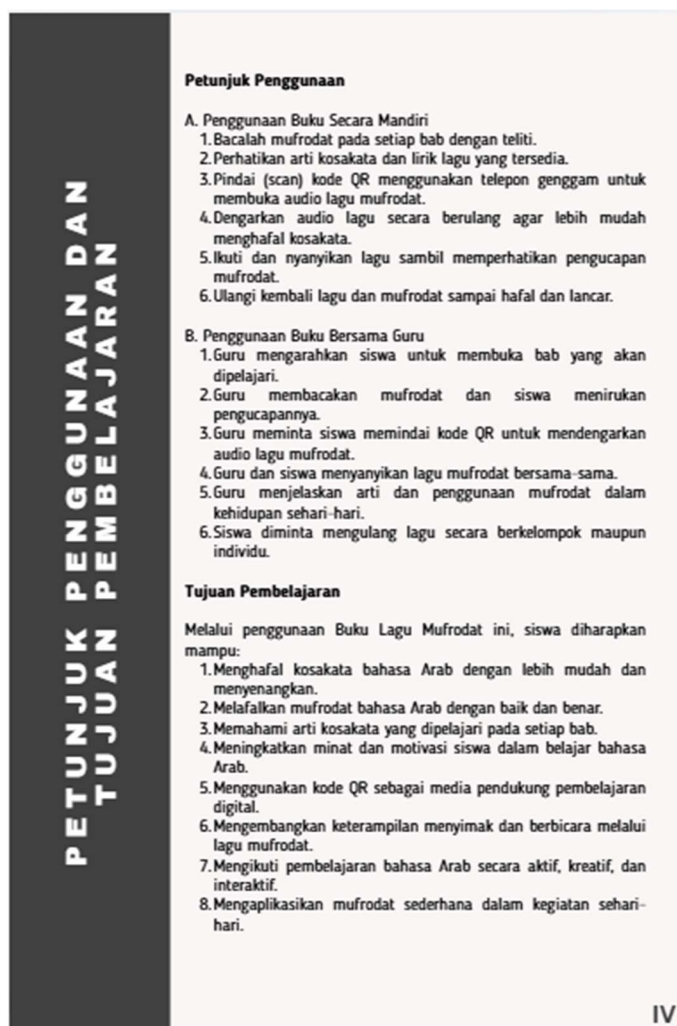 PETUNJUK PENGGUNAAN DAN
TUJUAN PEMBELAJARAN
Petunjuk Penggunaan
A. Penggunaan Buku Secara Mandiri
1. Bacalah mufrodat pada setiap bab dengan teliti.
2. Perhatikan arti kosakata dan lirik lagu yang tersedia.
3. Pindai (scan) kode QR menggunakan telepon genggam untuk
membuka audio lagu mufrodat.
4. Dengarkan audio lagu secara berulang agar lebih mudah
menghafal kosakata.
5. Ikuti dan nyanyikan lagu sambil memperhatikan pengucapan
mufrodat.
6. Ulangi kembali lagu dan mufrodat sampai hafal dan lancar.
B. Penggunaan Buku Bersama Guru
1. Guru mengarahkan siswa untuk membuka bab yang akan
dipelajari.
2. Guru membacakan mufrodat dan siswa menirukan
pengucapannya.
3. Guru meminta siswa memindai kode QR untuk mendengarkan
audio lagu mufrodat.
4. Guru dan siswa menyanyikan lagu mufrodat bersama-sama.
5. Guru menjelaskan arti dan penggunaan mufrodat dalam
kehidupan sehari-hari.
6. Siswa diminta mengulang lagu secara berkelompok maupun
individu.
Tujuan Pembelajaran
Melalui penggunaan Buku Lagu Mufrodat ini, siswa diharapkan
mampu:
1. Menghafal kosakata bahasa Arab dengan lebih mudah dan
menyenangkan.
2. Melafalkan mufrodat bahasa Arab dengan baik dan benar.
3. Memahami arti kosakata yang dipelajari pada setiap bab.
4. Meningkatkan minat dan motivasi siswa dalam belajar bahasa
Arab.
5. Menggunakan kode QR sebagai media pendukung pembelajaran
digital.
6. Mengembangkan keterampilan menyimak dan berbicara melalui
lagu mufrodat.
7. Mengikuti pembelajaran bahasa Arab secara aktif, kreatif, dan
interaktif.
8. Mengaplikasikan mufrodat sederhana dalam kegiatan sehari-
hari.
IV